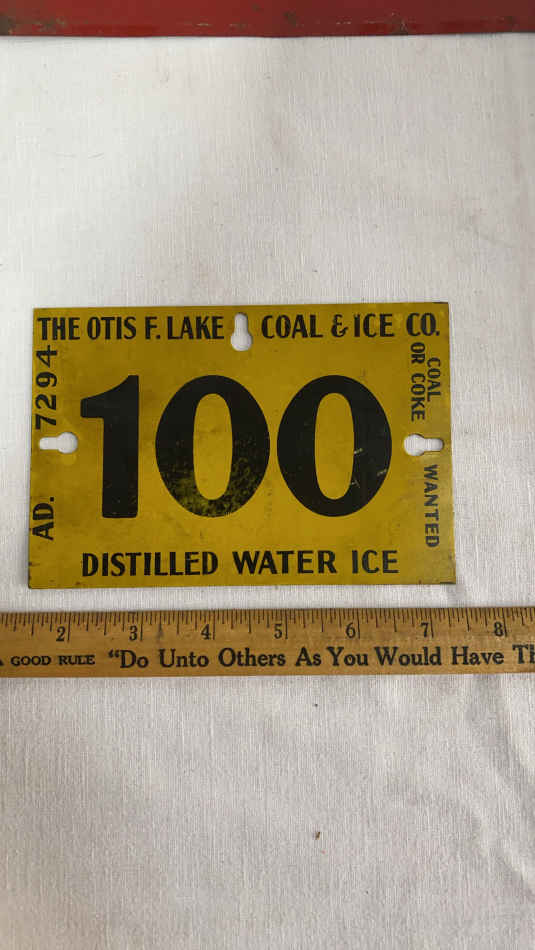 THE OTIS F. LAKE COAL & ICE CO.
AD. 7294
100
COAL
OR COKE
WANTED
DISTILLED WATER ICE
2 3 4 5 6 7 8
GOOD RULE "Do Unto Others As You Would Have